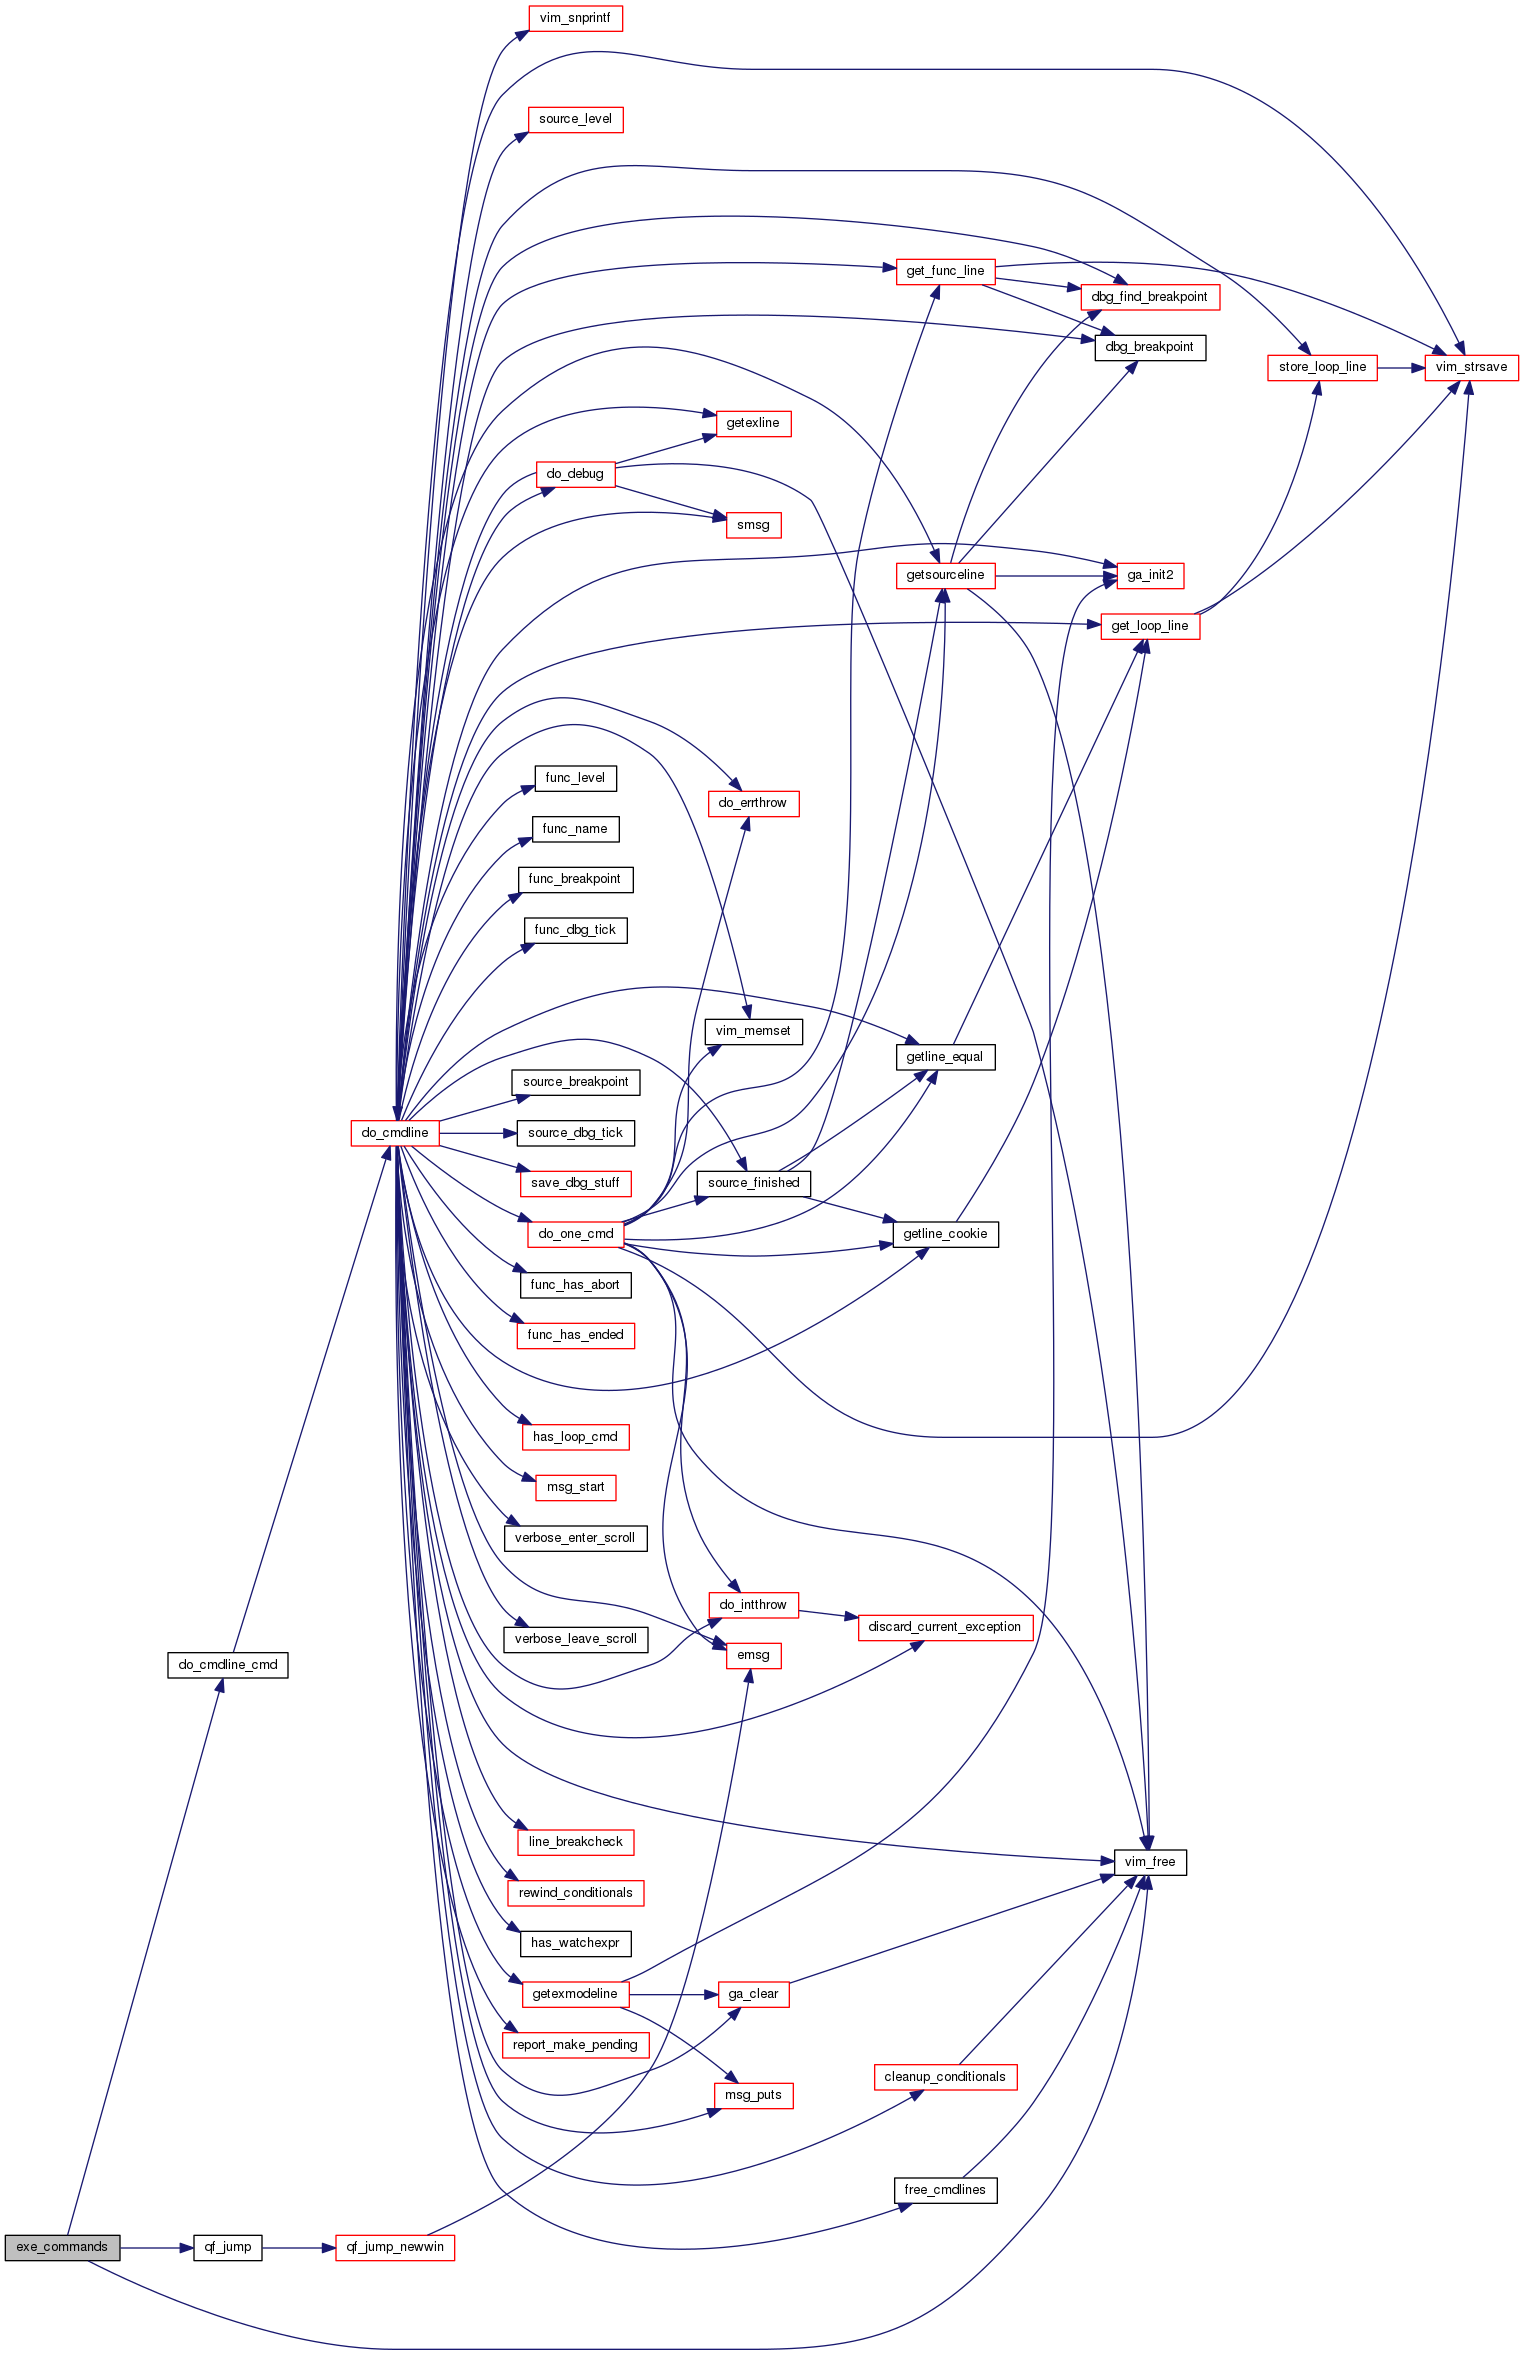 vim_snprintf
source_level
get_func_line
dbg_find_breakpoint
dbg_breakpoint
store_loop_line
vim_strsave
getexline
do_debug
smsg
getsourceline
ga_init2
get_loop_line
func_level
do_errthrow
func_name
func_breakpoint
func_dbg_tick
vim_memset
getline_equal
source_breakpoint
do_cmdline
source_dbg_tick
save_dbg_stuff
source_finished
do_one_cmd
getline_cookie
func_has_abort
func_has_ended
has_loop_cmd
msg_start
verbose_enter_scroll
do_intthrow
discard_current_exception
verbose_leave_scroll
emsg
do_cmdline_cmd
line_breakcheck
vim_free
rewind_conditionals
has_watchexpr
getexmodeline
ga_clear
report_make_pending
cleanup_conditionals
msg_puts
free_cmdlines
exe_commands
qf_jump
qf_jump_newwin